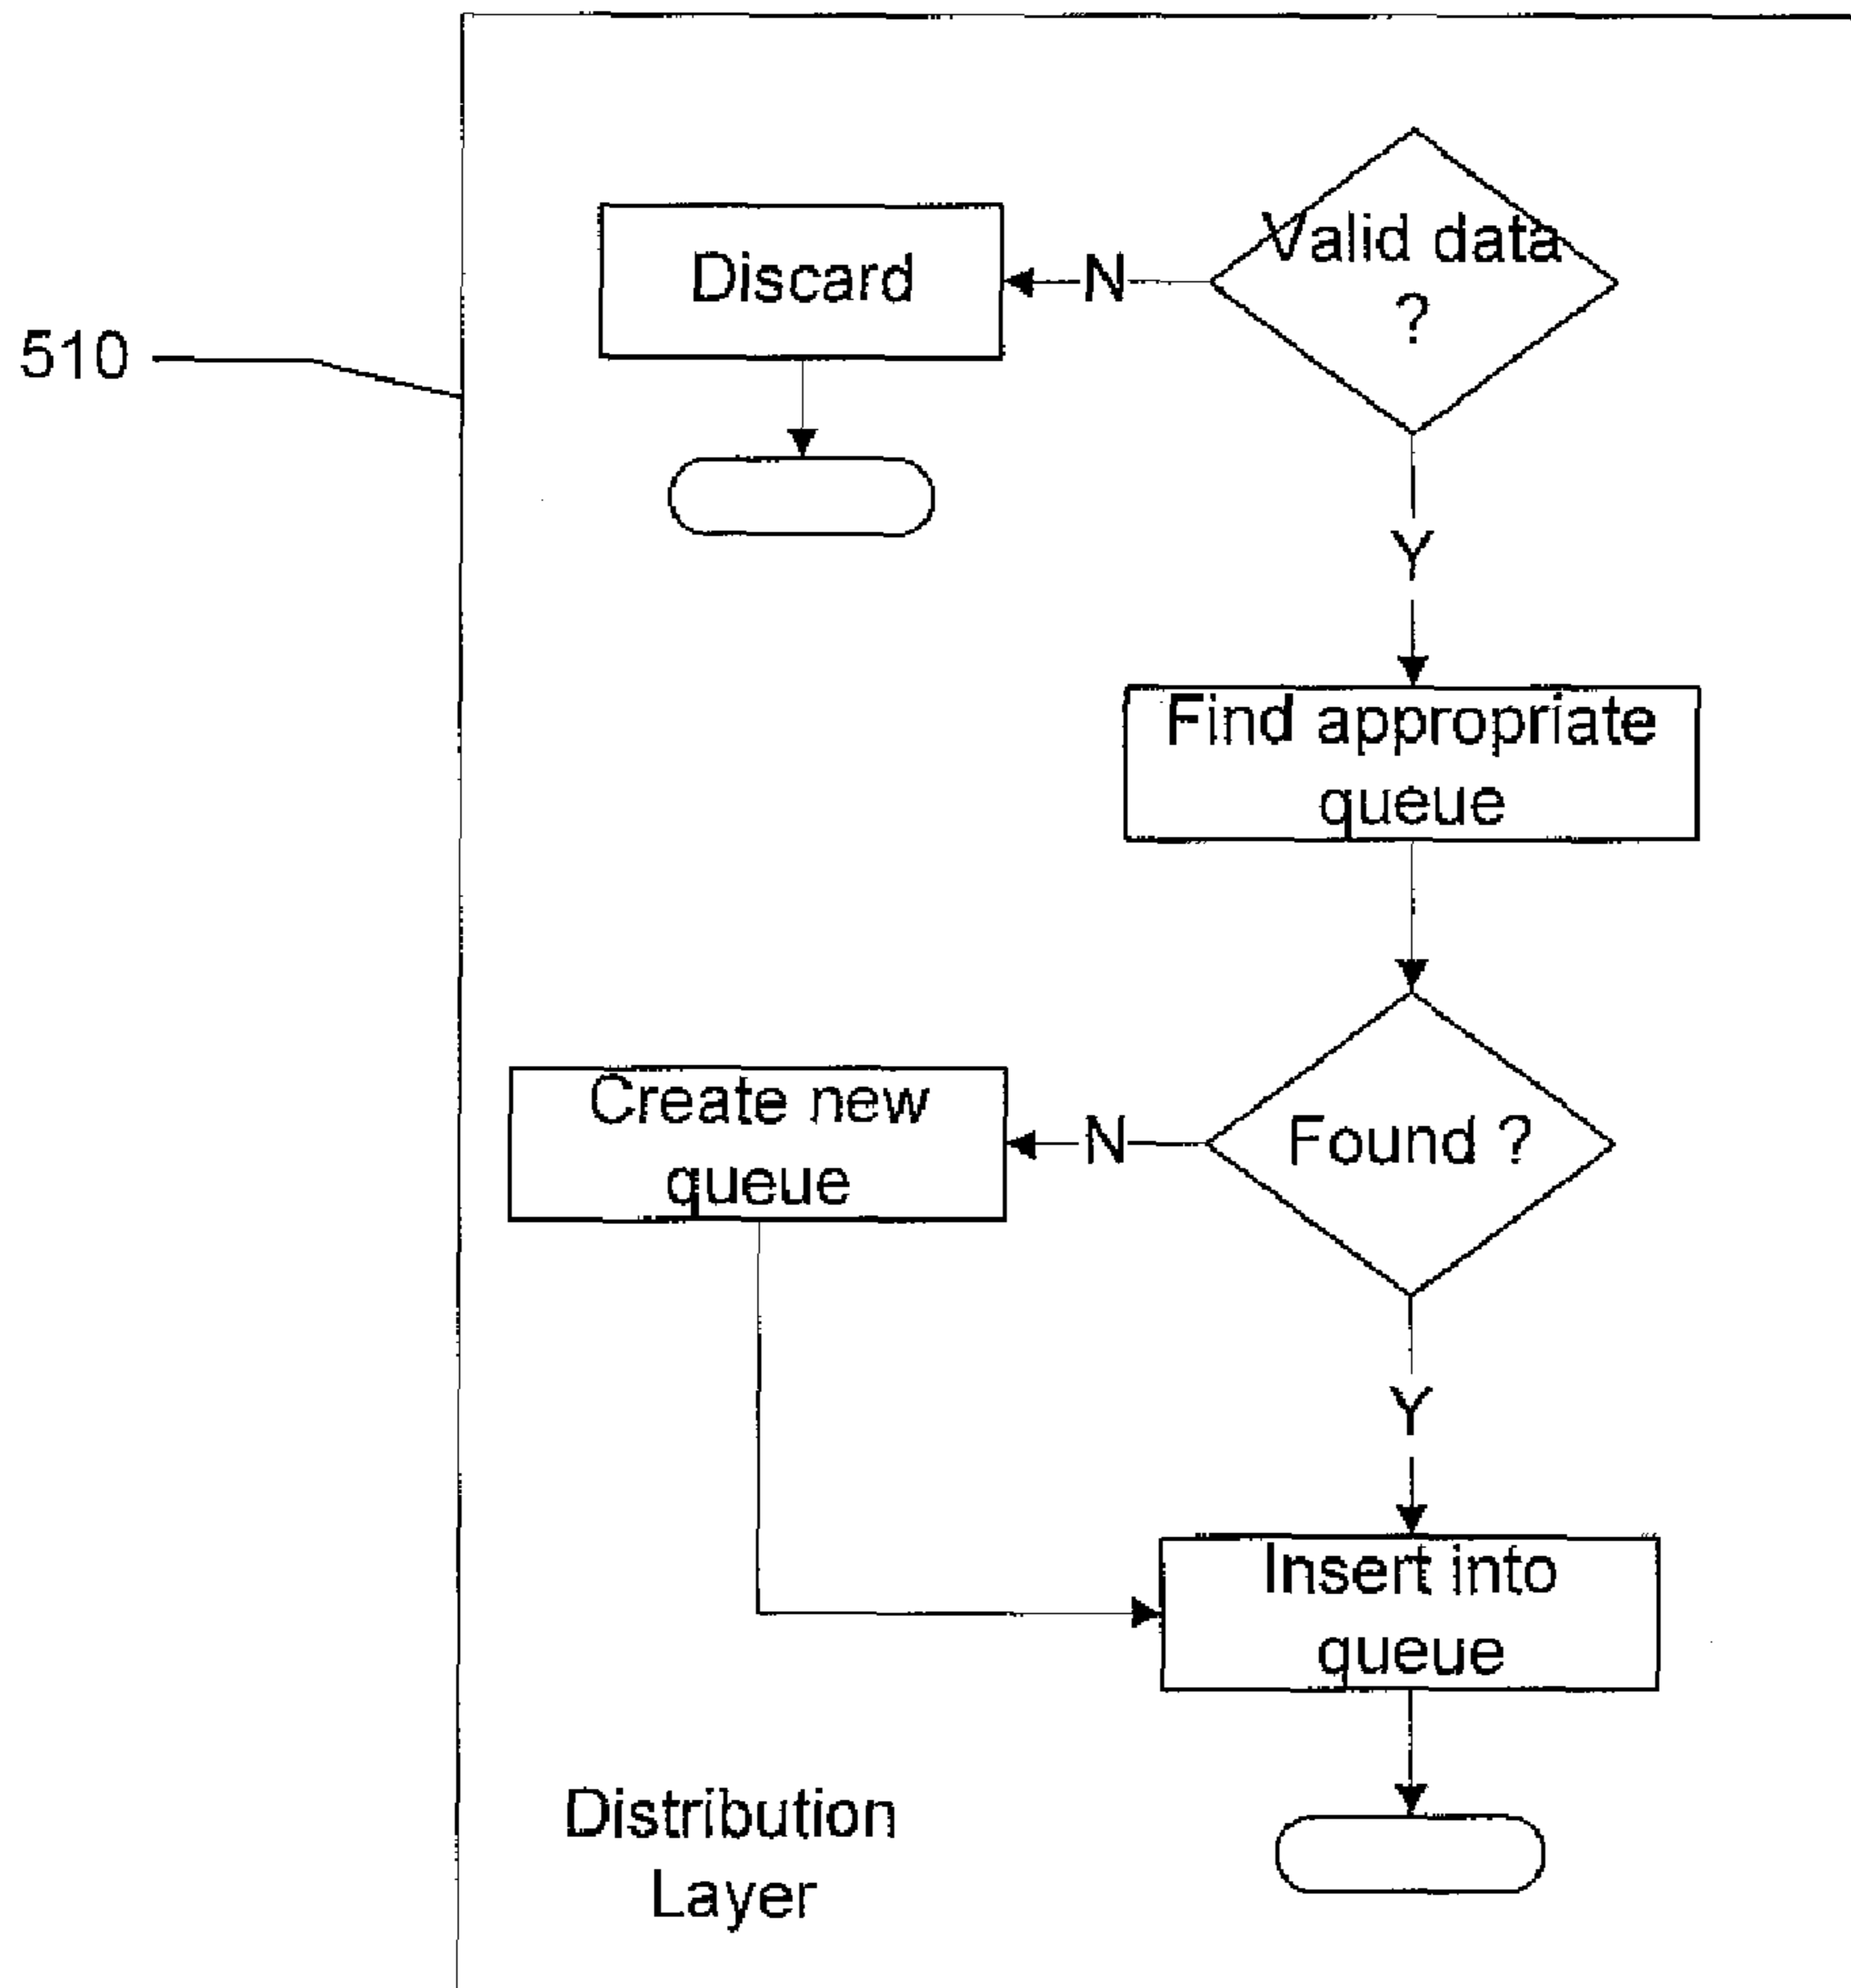 Valid data
?
N
Discard
510
Y
Find appropriate
queue
Found ?
N
Create new
queue
Y
Insert into
queue
Distribution
Layer